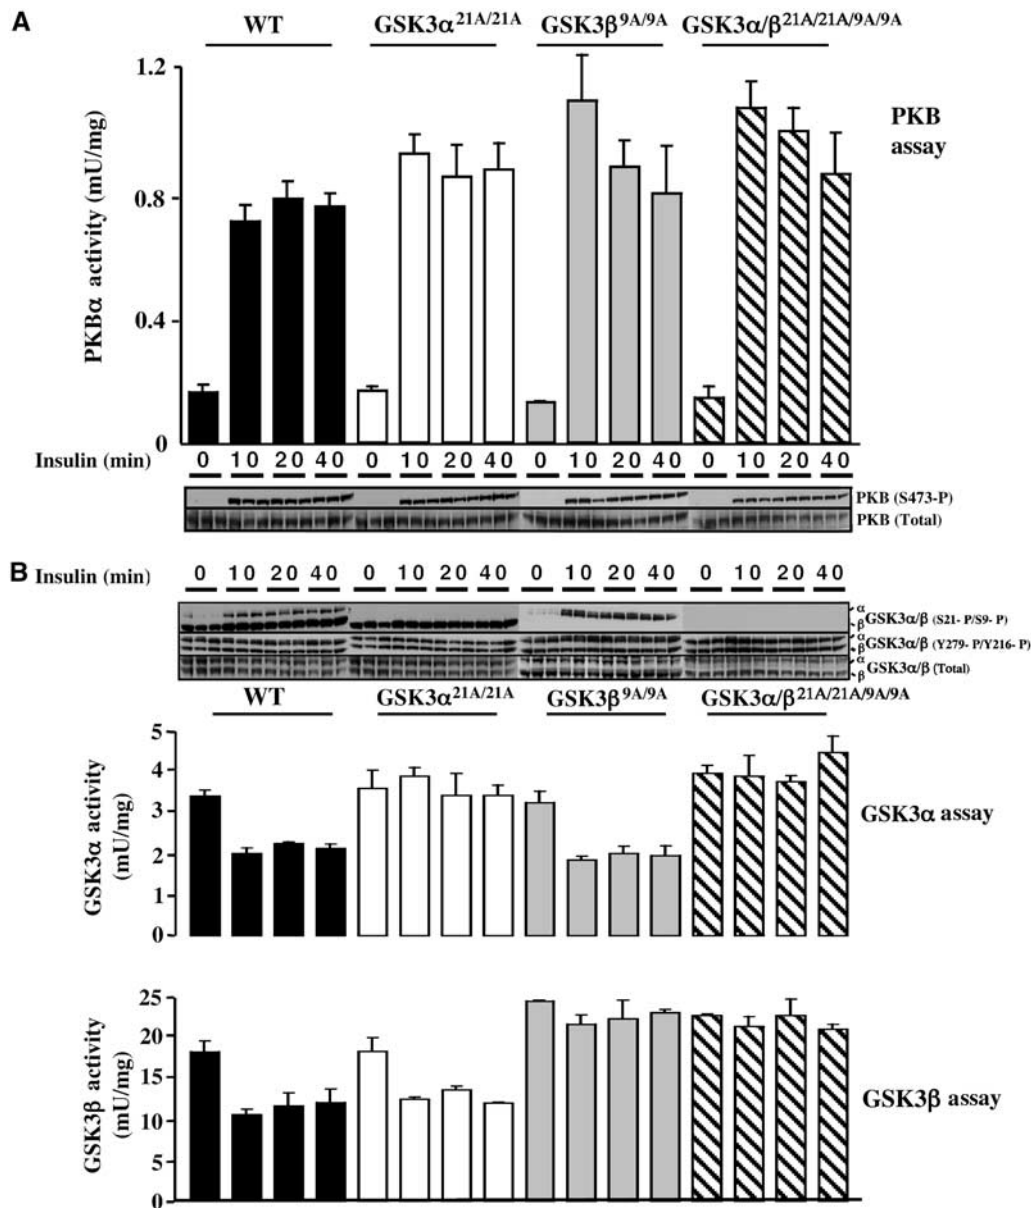 A
WT GSK3α21A/21A GSK3β9A/9A GSK3α/β21A/21A/9A/9A
1.2
0.8
0.4
0
PKBα activity (mU/mg)
PKB
assay
Insulin (min) 0 10 20 40 0 10 20 40 0 10 20 40 0 10 20 40
PKB (S473-P)
PKB (Total)
B
Insulin (min) 0 10 20 40 0 10 20 40 0 10 20 40 0 10 20 40
α
β GSK3α/β (S21- P/S9- P)
α
β GSK3α/β (Y279- P/Y216- P)
α
β GSK3α/β (Total)
WT GSK3α21A/21A GSK3β9A/9A GSK3α/β21A/21A/9A/9A
5
4
3
2
1
0
GSK3α activity
(mU/mg)
GSK3α assay
25
20
15
10
5
0
GSK3β activity
(mU/mg)
GSK3β assay